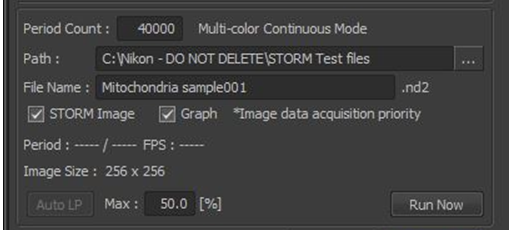 Period Count : 40000 Multi-color Continuous Mode
Path : C:\Nikon - DO NOT DELETE\STORM Test files ...
File Name : Mitochondria sample001 .nd2
STORM Image Graph *Image data acquisition priority
Period : ----- / ----- FPS : -----
Image Size : 256 x 256
Auto LP Max : 50.0 [%] Run Now